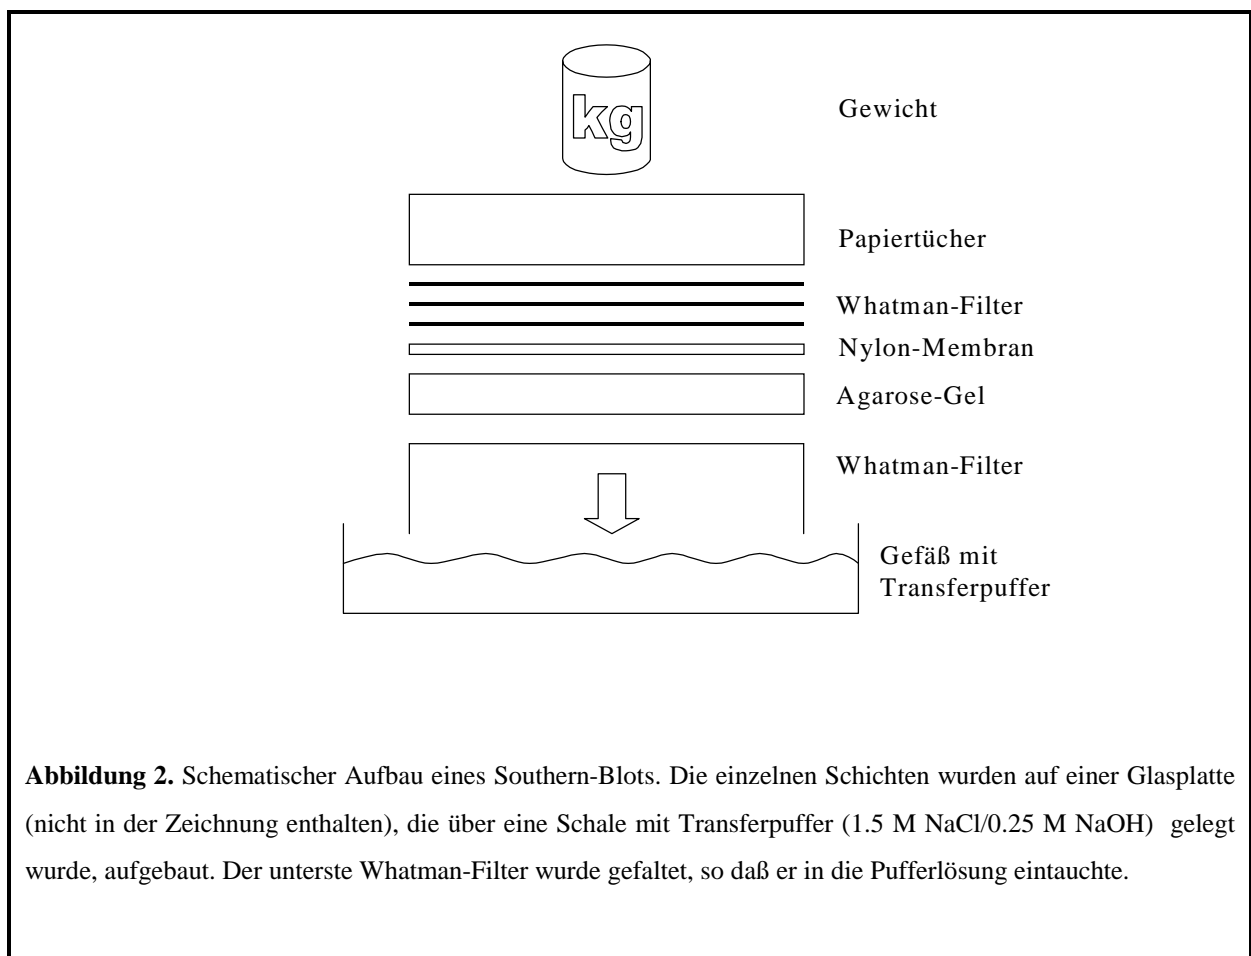 kg
Gewicht
Papiertücher
Whatman-Filter
Nylon-Membran
Agarose-Gel
Whatman-Filter
Gefäß mit
Transferpuffer
Abbildung 2. Schematischer Aufbau eines Southern-Blots. Die einzelnen Schichten wurden auf einer Glasplatte
(nicht in der Zeichnung enthalten), die über eine Schale mit Transferpuffer (1.5 M NaCl/0.25 M NaOH) gelegt
wurde, aufgebaut. Der unterste Whatman-Filter wurde gefaltet, so daß er in die Pufferlösung eintauchte.